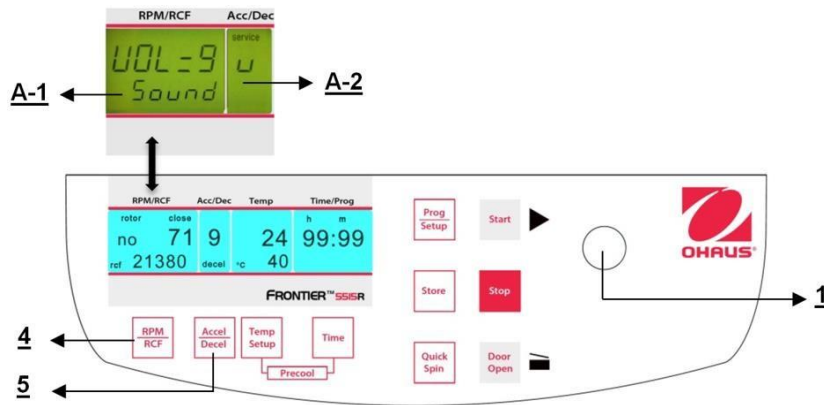 RPM/RCF Acc/Dec
service
VOL=9 u
Sound
A-1
A-2
RPM/RCF Acc/Dec Temp Time/Prog
rotor close h m
no 71 9 24 99:99
rcf 21380 decel °C 40
FRONTIER™ 5515R
RPM
RCF
Accel
Decel
Temp
Setup
Time
Precool
Prog
Setup
Start
Store
Stop
Quick
Spin
Door
Open
OHAUS®
1
4
5